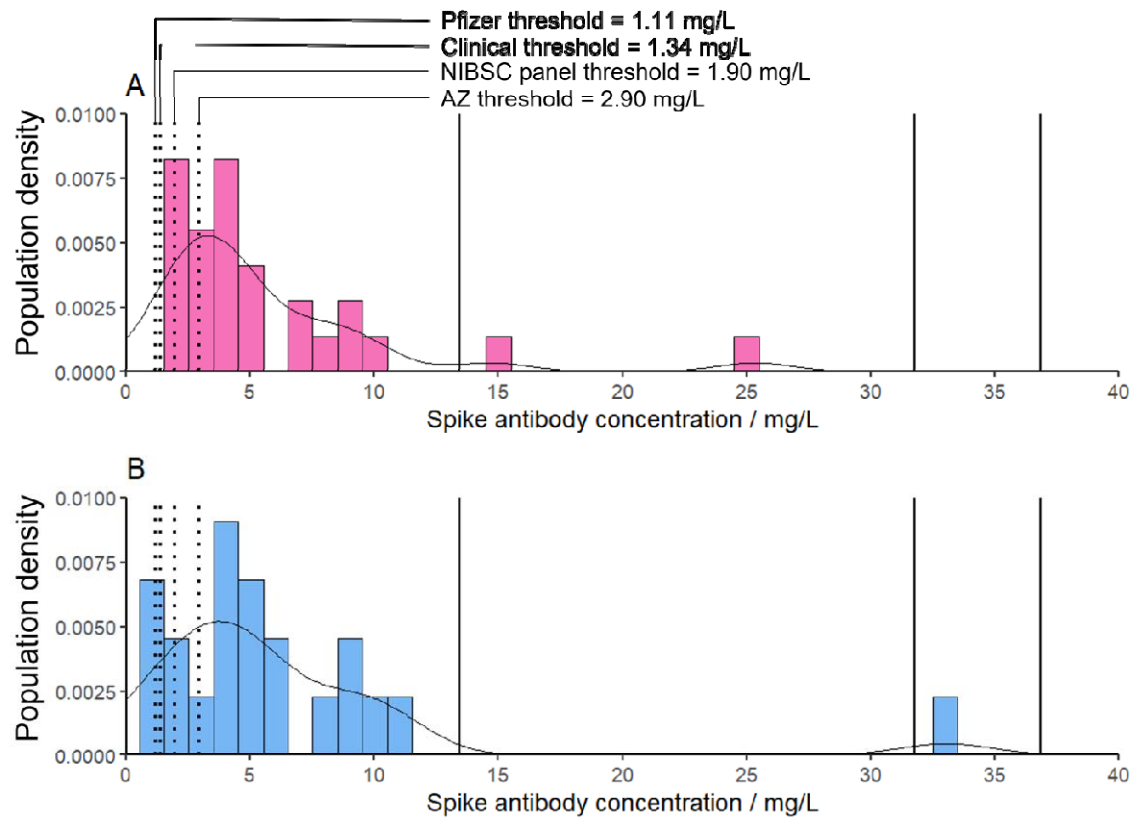 Pfizer threshold = 1.11 mg/L
Clinical threshold = 1.34 mg/L
NIBSC panel threshold = 1.90 mg/L
AZ threshold = 2.90 mg/L
A
Population density
0.0100
0.0075
0.0050
0.0025
0.0000
0 5 10 15 20 25 30 35 40
Spike antibody concentration / mg/L
B
Population density
0.0100
0.0075
0.0050
0.0025
0.0000
0 5 10 15 20 25 30 35 40
Spike antibody concentration / mg/L